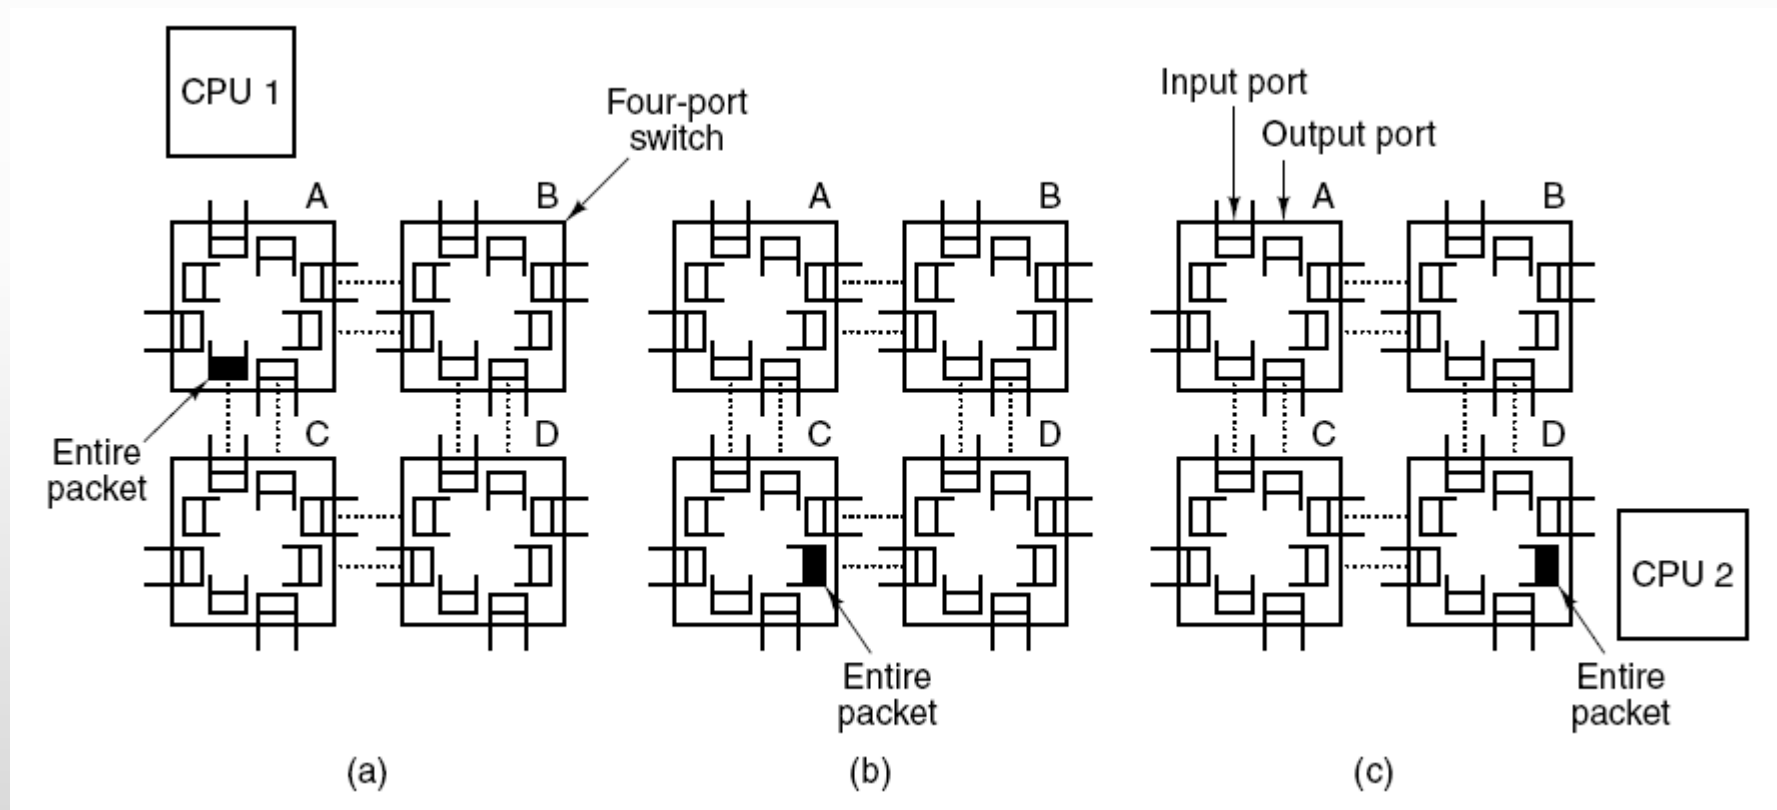 CPU 1
Four-port
switch
Input port
Output port
A
B
A
B
A
B
C
D
C
D
C
D
Entire
packet
CPU 2
Entire
packet
Entire
packet
(a)
(b)
(c)